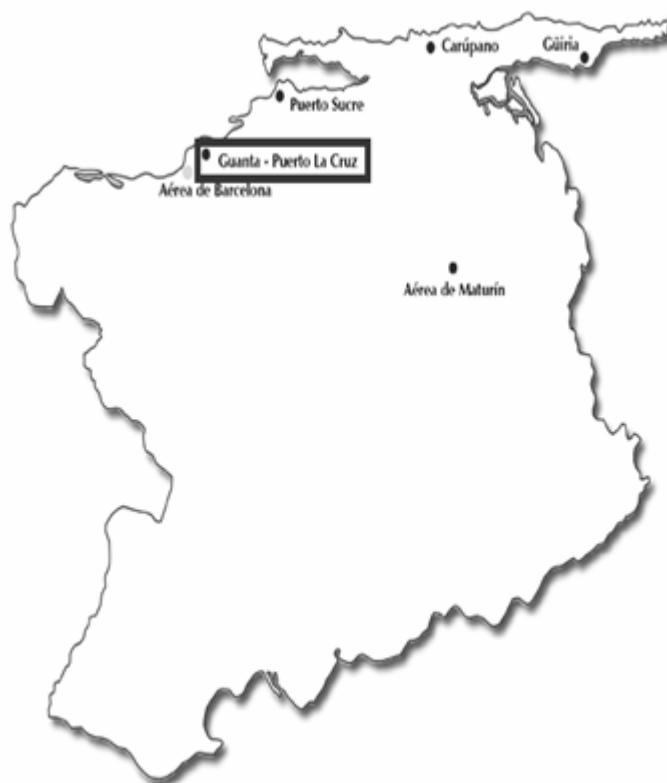 Carúpano
Güiria
Puerto Sucre
Guanta - Puerto La Cruz
Aérea de Barcelona
Aérea de Maturín